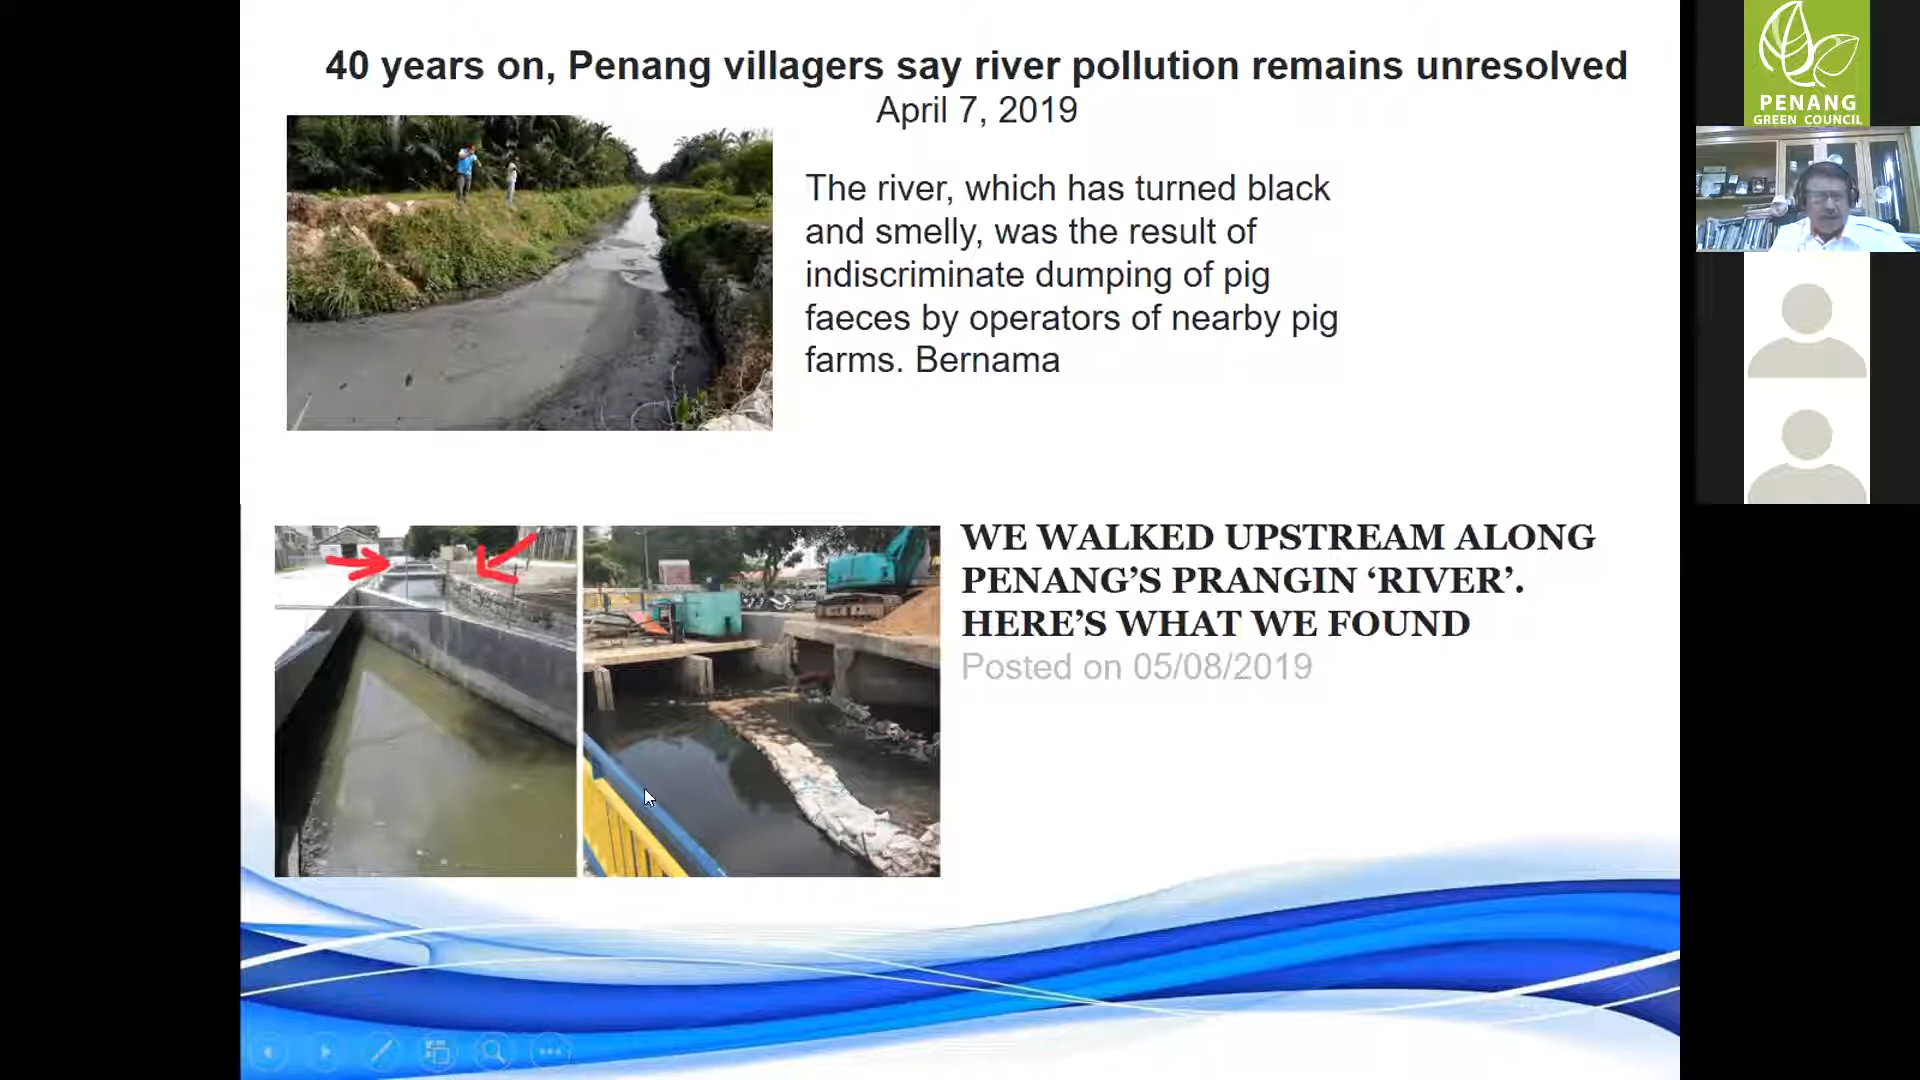 40 years on, Penang villagers say river pollution remains unresolved
April 7, 2019
The river, which has turned black
and smelly, was the result of
indiscriminate dumping of pig
faeces by operators of nearby pig
farms. Bernama
WE WALKED UPSTREAM ALONG
PENANG’S PRANGIN ‘RIVER’.
HERE’S WHAT WE FOUND
Posted on 05/08/2019
PENANG
GREEN COUNCIL